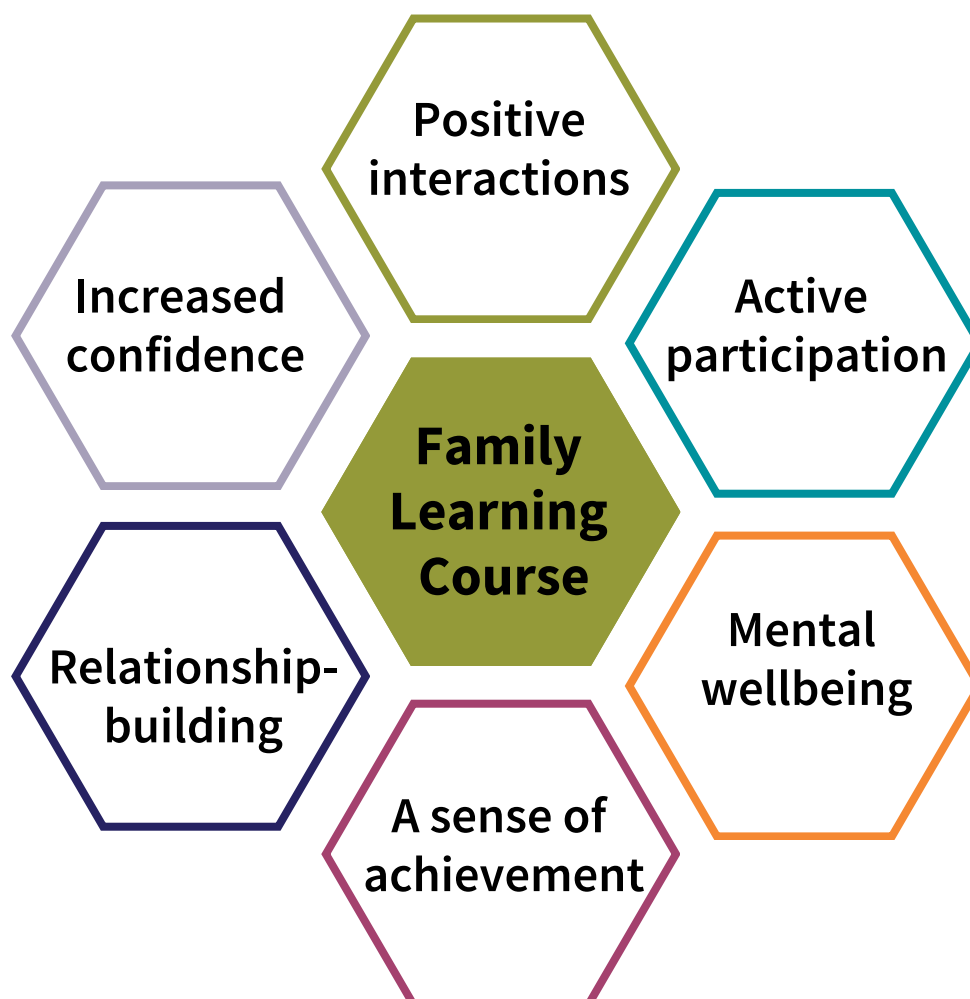 Positive
interactions
Increased
confidence
Active
participation
Family
Learning
Course
Relationship-
building
Mental
wellbeing
A sense of
achievement